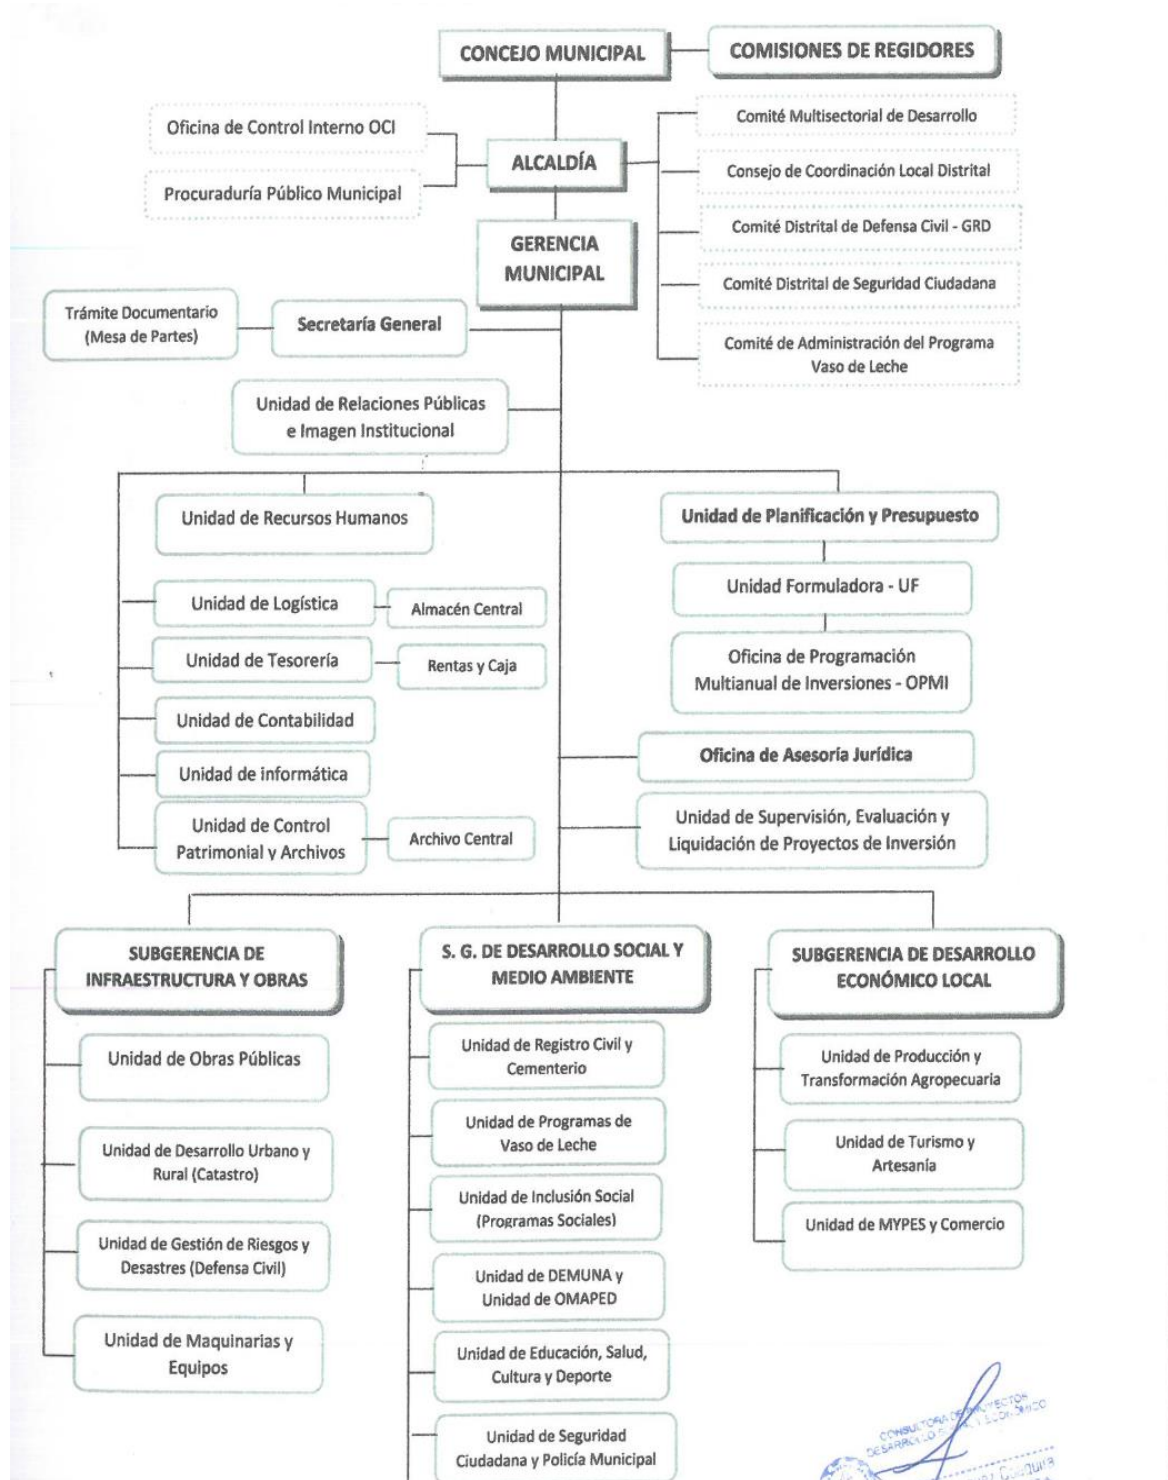 CONCEJO MUNICIPAL
COMISIONES DE REGIDORES
Oficina de Control Interno OCI
Procuraduría Público Municipal
ALCALDÍA
Comité Multisectorial de Desarrollo
Consejo de Coordinación Local Distrital
Comité Distrital de Defensa Civil - GRD
Comité Distrital de Seguridad Ciudadana
Comité de Administración del Programa
Vaso de Leche
GERENCIA
MUNICIPAL
Trámite Documentario
(Mesa de Partes)
Secretaría General
Unidad de Relaciones Públicas
e Imagen Institucional
Unidad de Recursos Humanos
Unidad de Logística
Almacén Central
Unidad de Tesorería
Rentas y Caja
Unidad de Contabilidad
Unidad de informática
Unidad de Control
Patrimonial y Archivos
Archivo Central
Unidad de Planificación y Presupuesto
Unidad Formuladora - UF
Oficina de Programación
Multianual de Inversiones - OPMI
Oficina de Asesoría Jurídica
Unidad de Supervisión, Evaluación y
Liquidación de Proyectos de Inversión
SUBGERENCIA DE
INFRAESTRUCTURA Y OBRAS
Unidad de Obras Públicas
Unidad de Desarrollo Urbano y
Rural (Catastro)
Unidad de Gestión de Riesgos y
Desastres (Defensa Civil)
Unidad de Maquinarias y
Equipos
S. G. DE DESARROLLO SOCIAL Y
MEDIO AMBIENTE
Unidad de Registro Civil y
Cementerio
Unidad de Programas de
Vaso de Leche
Unidad de Inclusión Social
(Programas Sociales)
Unidad de DEMUNA y
Unidad de OMAPED
Unidad de Educación, Salud,
Cultura y Deporte
Unidad de Seguridad
Ciudadana y Policía Municipal
SUBGERENCIA DE DESARROLLO
ECONÓMICO LOCAL
Unidad de Producción y
Transformación Agropecuaria
Unidad de Turismo y
Artesanía
Unidad de MYPES y Comercio
CONSULTORA DE PROYECTOS
DESARROLLO Y ECONÓMICO